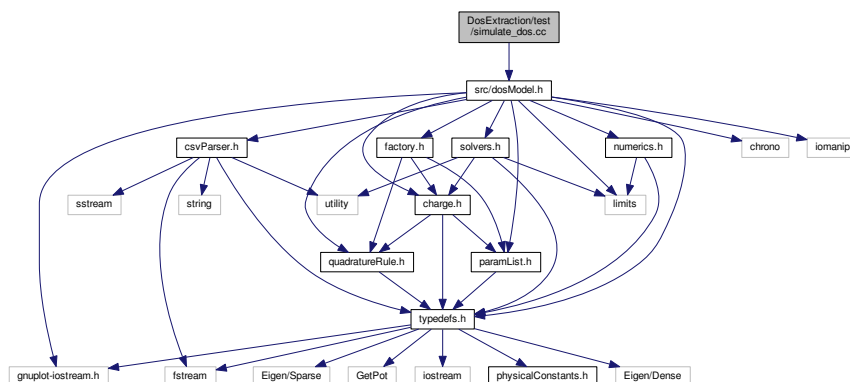 DosExtraction/test
/simulate_dos.cc
src/dosModel.h
csvParser.h
factory.h
solvers.h
numerics.h
chrono
iomanip
sstream
string
utility
charge.h
limits
quadratureRule.h
paramList.h
typedefs.h
gnuplot-iostream.h
fstream
Eigen/Sparse
GetPot
iostream
physicalConstants.h
Eigen/Dense